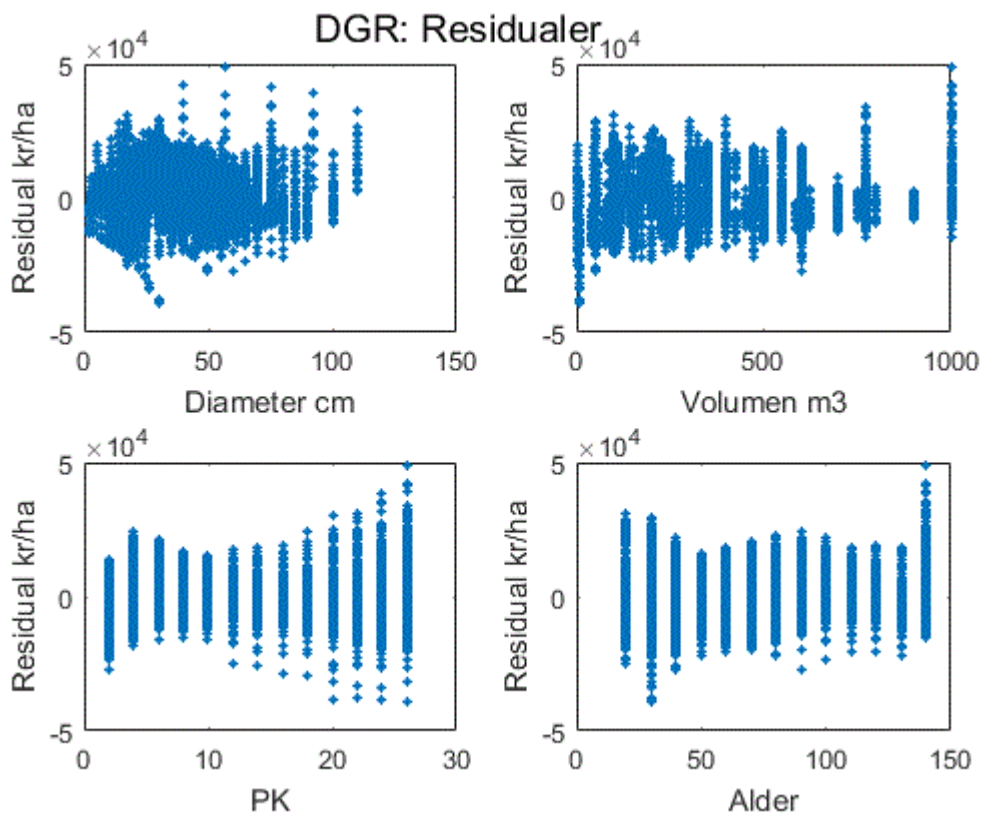 DGR: Residualer
×10^4 ×10^4
5 5
Residual kr/ha Residual kr/ha
0 0
-5 -5
0 50 100 150 0 500 1000
Diameter cm Volumen m3
×10^4 ×10^4
5 5
Residual kr/ha Residual kr/ha
0 0
-5 -5
0 10 20 30 0 50 100 150
PK Alder